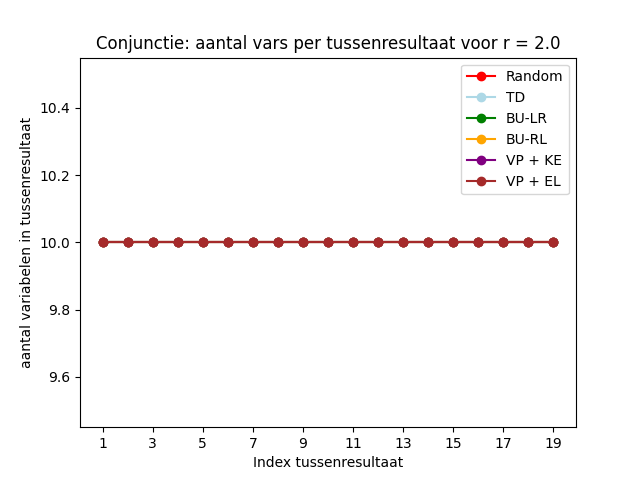 Conjunctie: aantal vars per tussenresultaat voor r = 2.0
aantal variabelen in tussenresultaat
10.4
10.2
10.0
9.8
9.6
Random
TD
BU-LR
BU-RL
VP + KE
VP + EL
1 3 5 7 9 11 13 15 17 19
Index tussenresultaat